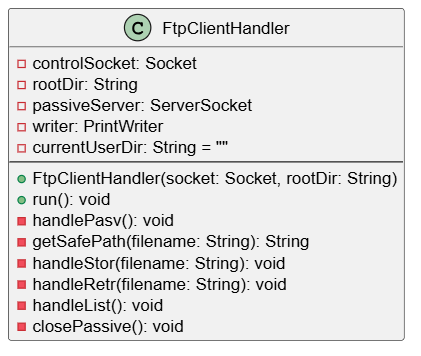 C FtpClientHandler
controlSocket: Socket
rootDir: String
passiveServer: ServerSocket
writer: PrintWriter
currentUserDir: String = ""
FtpClientHandler(socket: Socket, rootDir: String)
run(): void
handlePasv(): void
getSafePath(filename: String): String
handleStor(filename: String): void
handleRetr(filename: String): void
handleList(): void
closePassive(): void